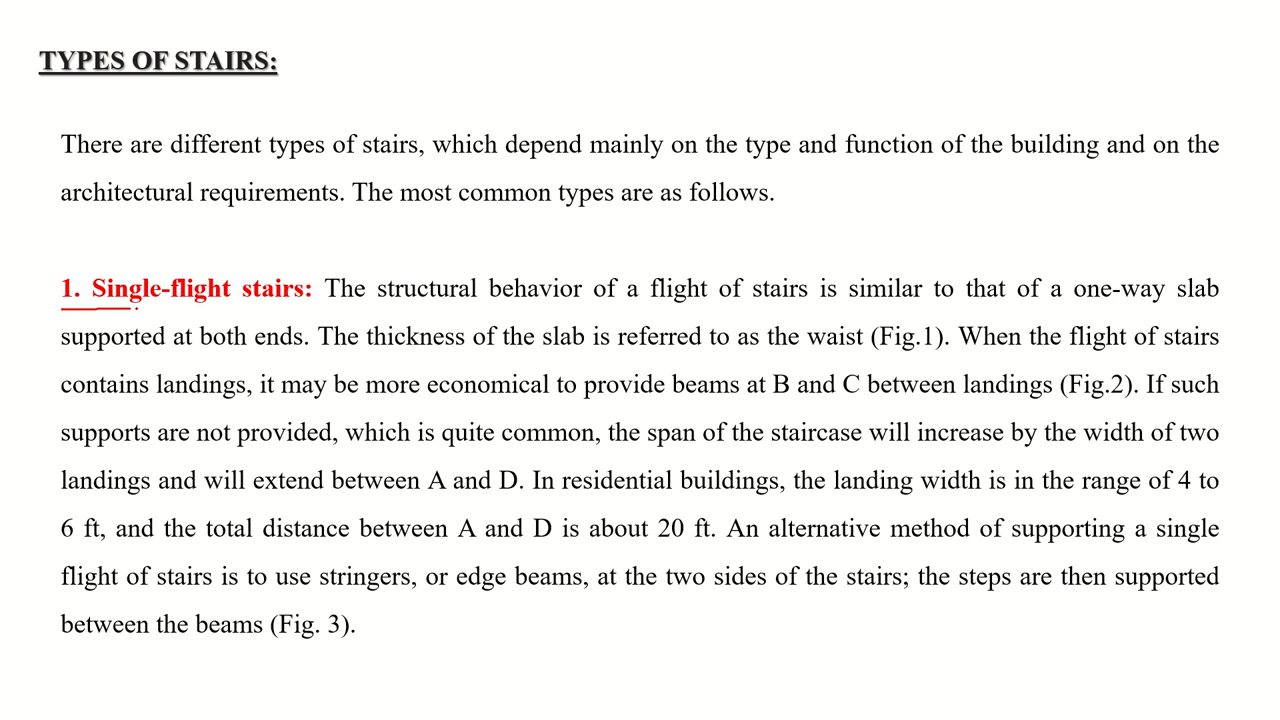 TYPES OF STAIRS:
There are different types of stairs, which depend mainly on the type and function of the building and on the
architectural requirements. The most common types are as follows.
1. Single-flight stairs: The structural behavior of a flight of stairs is similar to that of a one-way slab
supported at both ends. The thickness of the slab is referred to as the waist (Fig.1). When the flight of stairs
contains landings, it may be more economical to provide beams at B and C between landings (Fig.2). If such
supports are not provided, which is quite common, the span of the staircase will increase by the width of two
landings and will extend between A and D. In residential buildings, the landing width is in the range of 4 to
6 ft, and the total distance between A and D is about 20 ft. An alternative method of supporting a single
flight of stairs is to use stringers, or edge beams, at the two sides of the stairs; the steps are then supported
between the beams (Fig. 3).